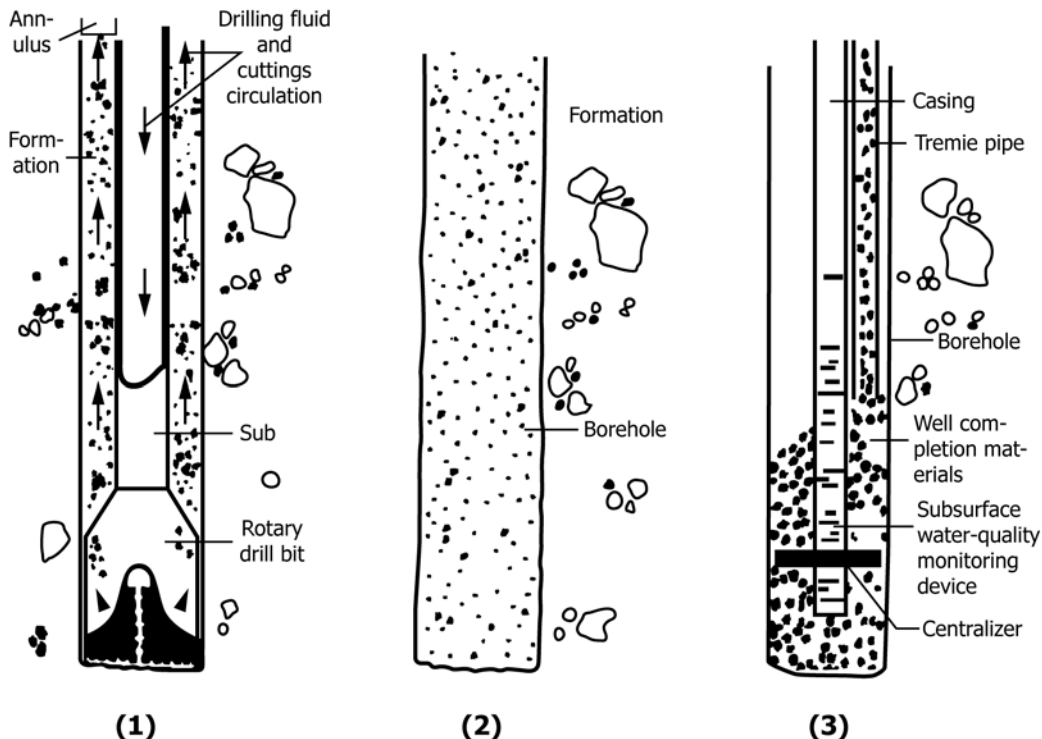 Ann-
ulus
Drilling fluid
and
cuttings
circulation
Form-
ation
Sub
Rotary
drill bit
(1)
Formation
Borehole
(2)
Casing
Tremie pipe
Borehole
Well com-
pletion mat-
erials
Subsurface
water-quality
monitoring
device
Centralizer
(3)